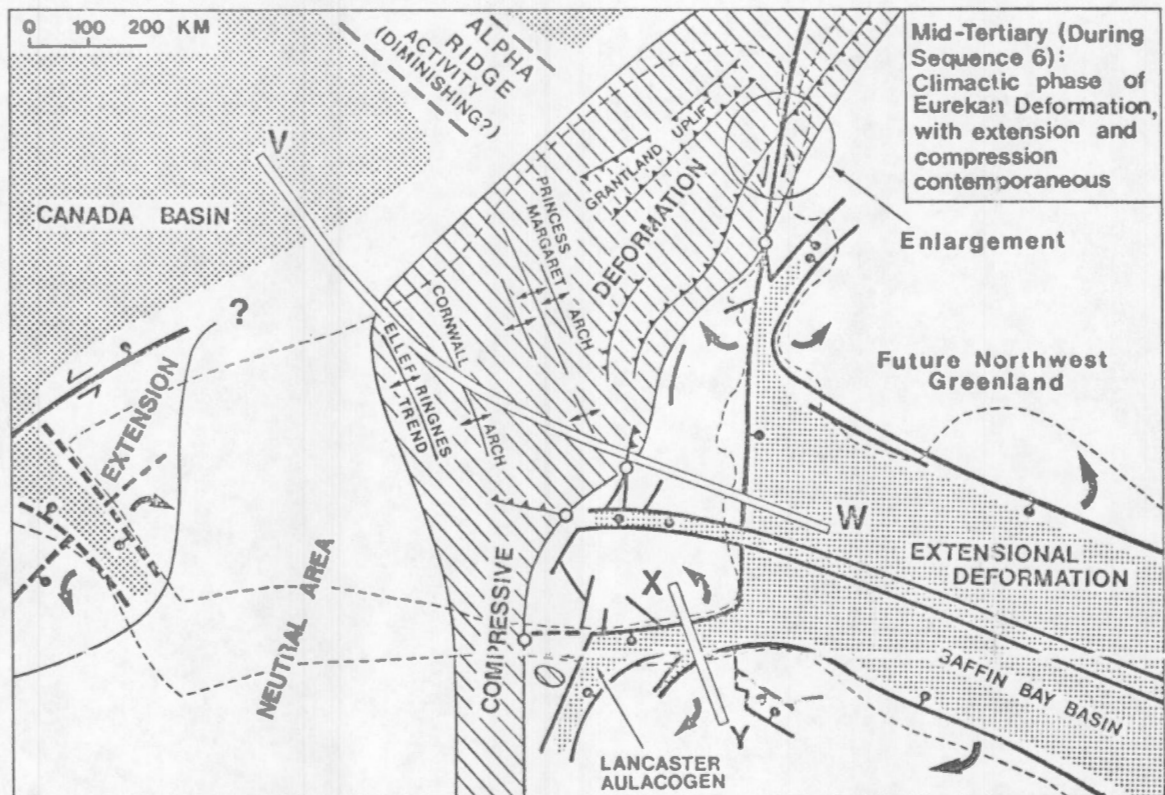 0 100 200 KM
ALPHA
RIDGE
ACTIVITY
(DIMINISHING?)
Mid-Tertiary (During
Sequence 6):
Climactic phase of
Eurekan Deformation,
with extension and
compression
contemporaneous
V
CANADA BASIN
PRINCESS
MARGARET ARCH
GRANTLAND UPLIFT
DEFORMATION
Enlargement
?
EXTENSION
CORNWALL ARCH
ELLEF RINGNES
TREND
Future Northwest
Greenland
NEUTRAL AREA
COMPRESSIVE
W
X
Y
EXTENSIONAL
DEFORMATION
BAFFIN BAY BASIN
LANCASTER
AULACOGEN